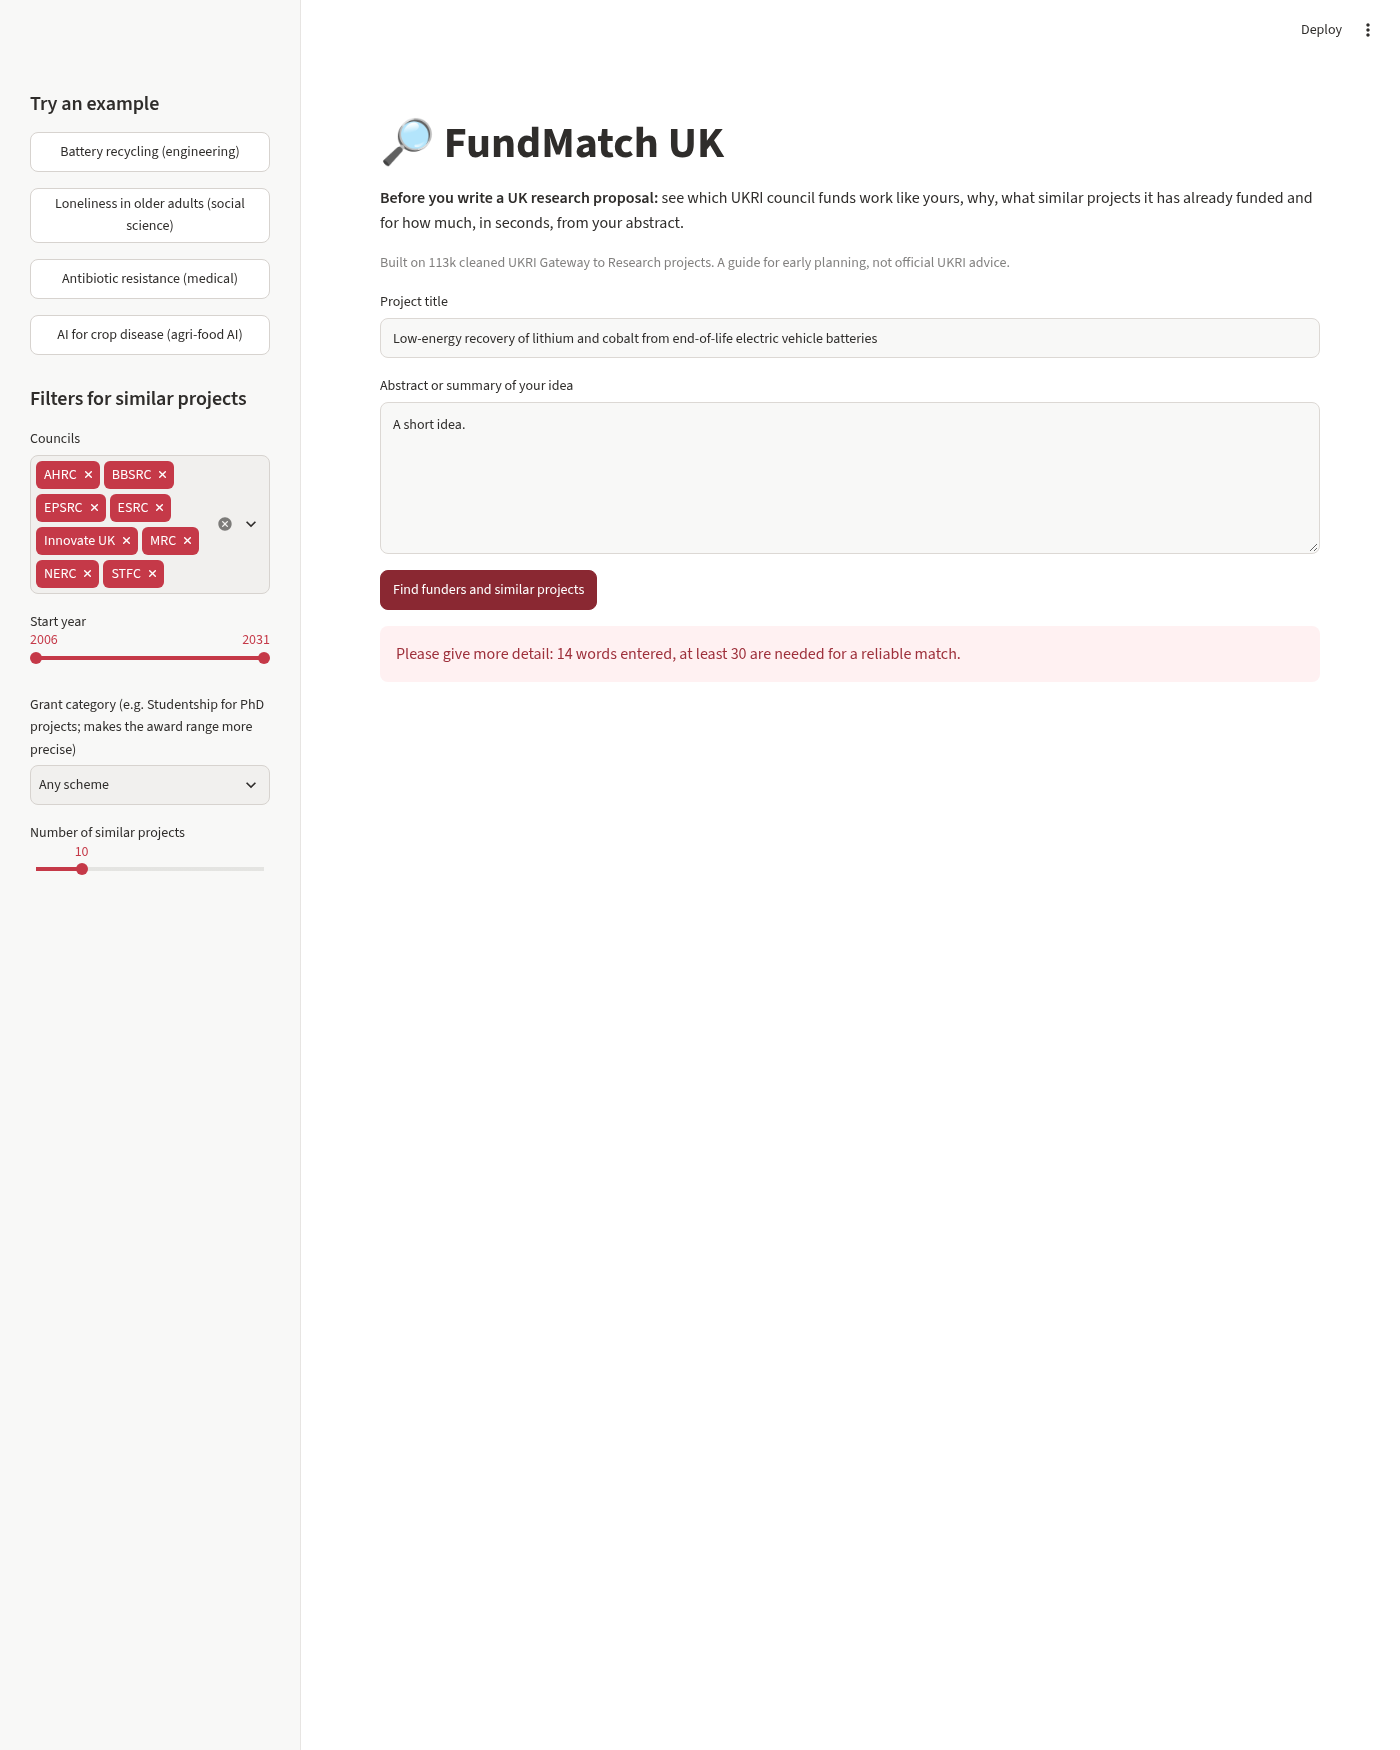 Deploy
Try an example
Battery recycling (engineering)
Loneliness in older adults (social
science)
Antibiotic resistance (medical)
AI for crop disease (agri-food AI)
Filters for similar projects
Councils
AHRC × BBSRC ×
EPSRC × ESRC ×
Innovate UK × MRC ×
NERC × STFC ×
Start year
2006 2031
Grant category (e.g. Studentship for PhD
projects; makes the award range more
precise)
Any scheme
Number of similar projects
10
FundMatch UK
Before you write a UK research proposal: see which UKRI council funds work like yours, why, what similar projects it has already funded and
for how much, in seconds, from your abstract.
Built on 113k cleaned UKRI Gateway to Research projects. A guide for early planning, not official UKRI advice.
Project title
Low-energy recovery of lithium and cobalt from end-of-life electric vehicle batteries
Abstract or summary of your idea
A short idea.
Find funders and similar projects
Please give more detail: 14 words entered, at least 30 are needed for a reliable match.